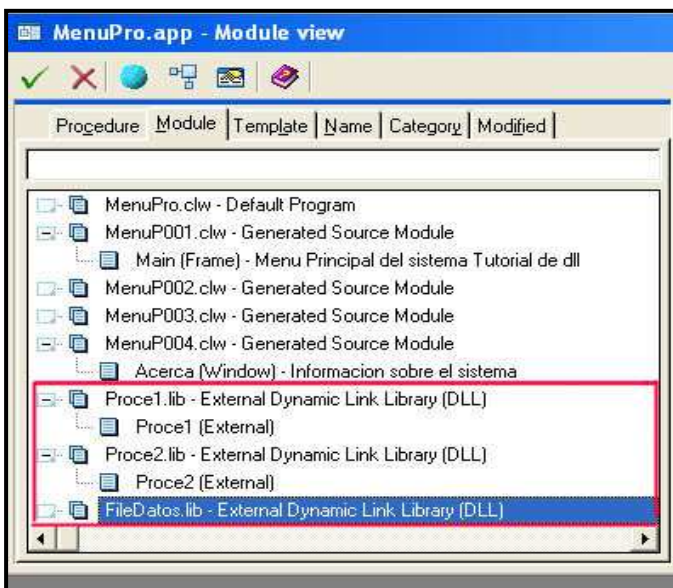 MenuPro.app - Module view
Procedure Module Template Name Category Modified
MenuPro.clw - Default Program
MenuP001.clw - Generated Source Module
Main (Frame) - Menu Principal del sistema Tutorial de dll
MenuP002.clw - Generated Source Module
MenuP003.clw - Generated Source Module
MenuP004.clw - Generated Source Module
Acerca (Window) - Informacion sobre el sistema
Proce1.lib - External Dynamic Link Library (DLL)
Proce1 (External)
Proce2.lib - External Dynamic Link Library (DLL)
Proce2 (External)
FileDatos.lib - External Dynamic Link Library (DLL)